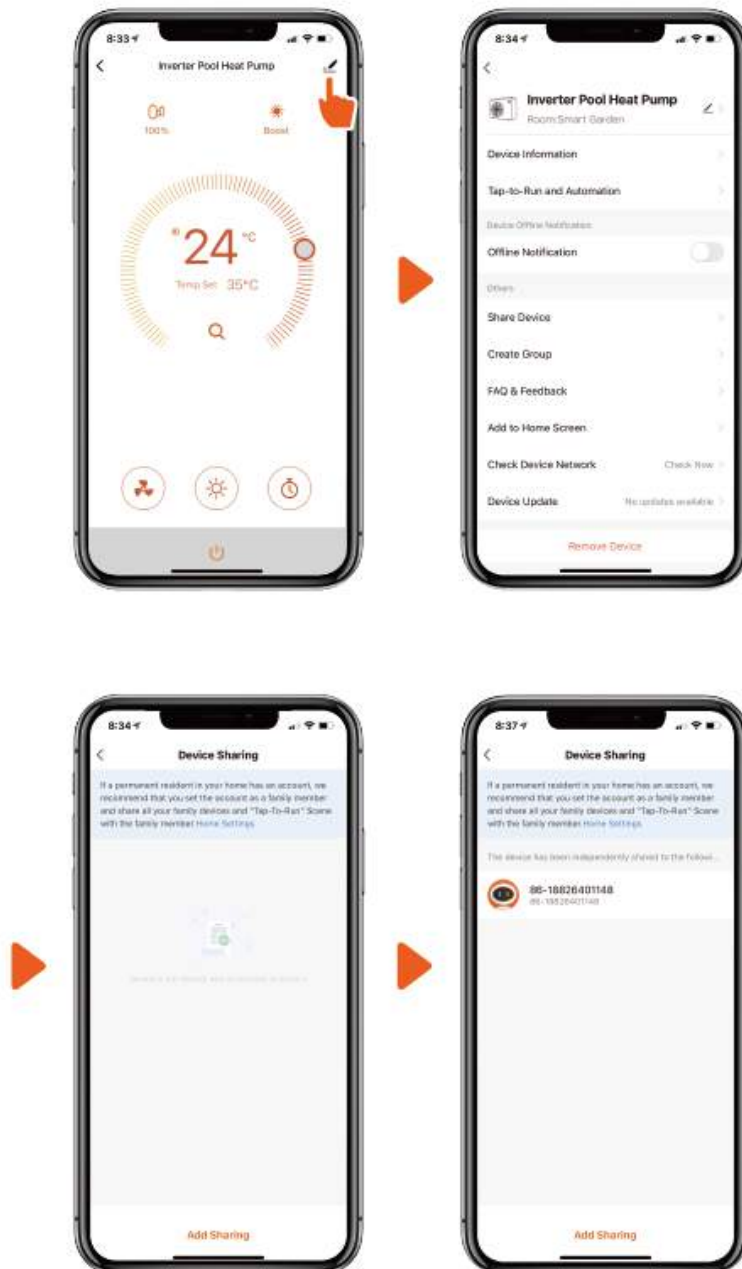 8:33
Inverter Pool Heat Pump
100%
Boost
24 °C
Temp Set 35°C
8:34
Inverter Pool Heat Pump
Room:Smart Garden
Device Information
Tap-to-Run and Automation
Device Offline Notification
Offline Notification
Others
Share Device
Create Group
FAQ & Feedback
Add to Home Screen
Check Device Network Check Now
Device Update No updates available
Remove Device
8:34
Device Sharing
If a permanent resident in your home has an account, we
recommend that you set the account as a family member
and share all your family devices and "Tap-To-Run" Scene
with the family member. Home Settings
Add Sharing
8:37
Device Sharing
If a permanent resident in your home has an account, we
recommend that you set the account as a family member
and share all your family devices and "Tap-To-Run" Scene
with the family member. Home Settings
The device has been independently shared to the followi...
86-18826401148
86-18826401148
Add Sharing